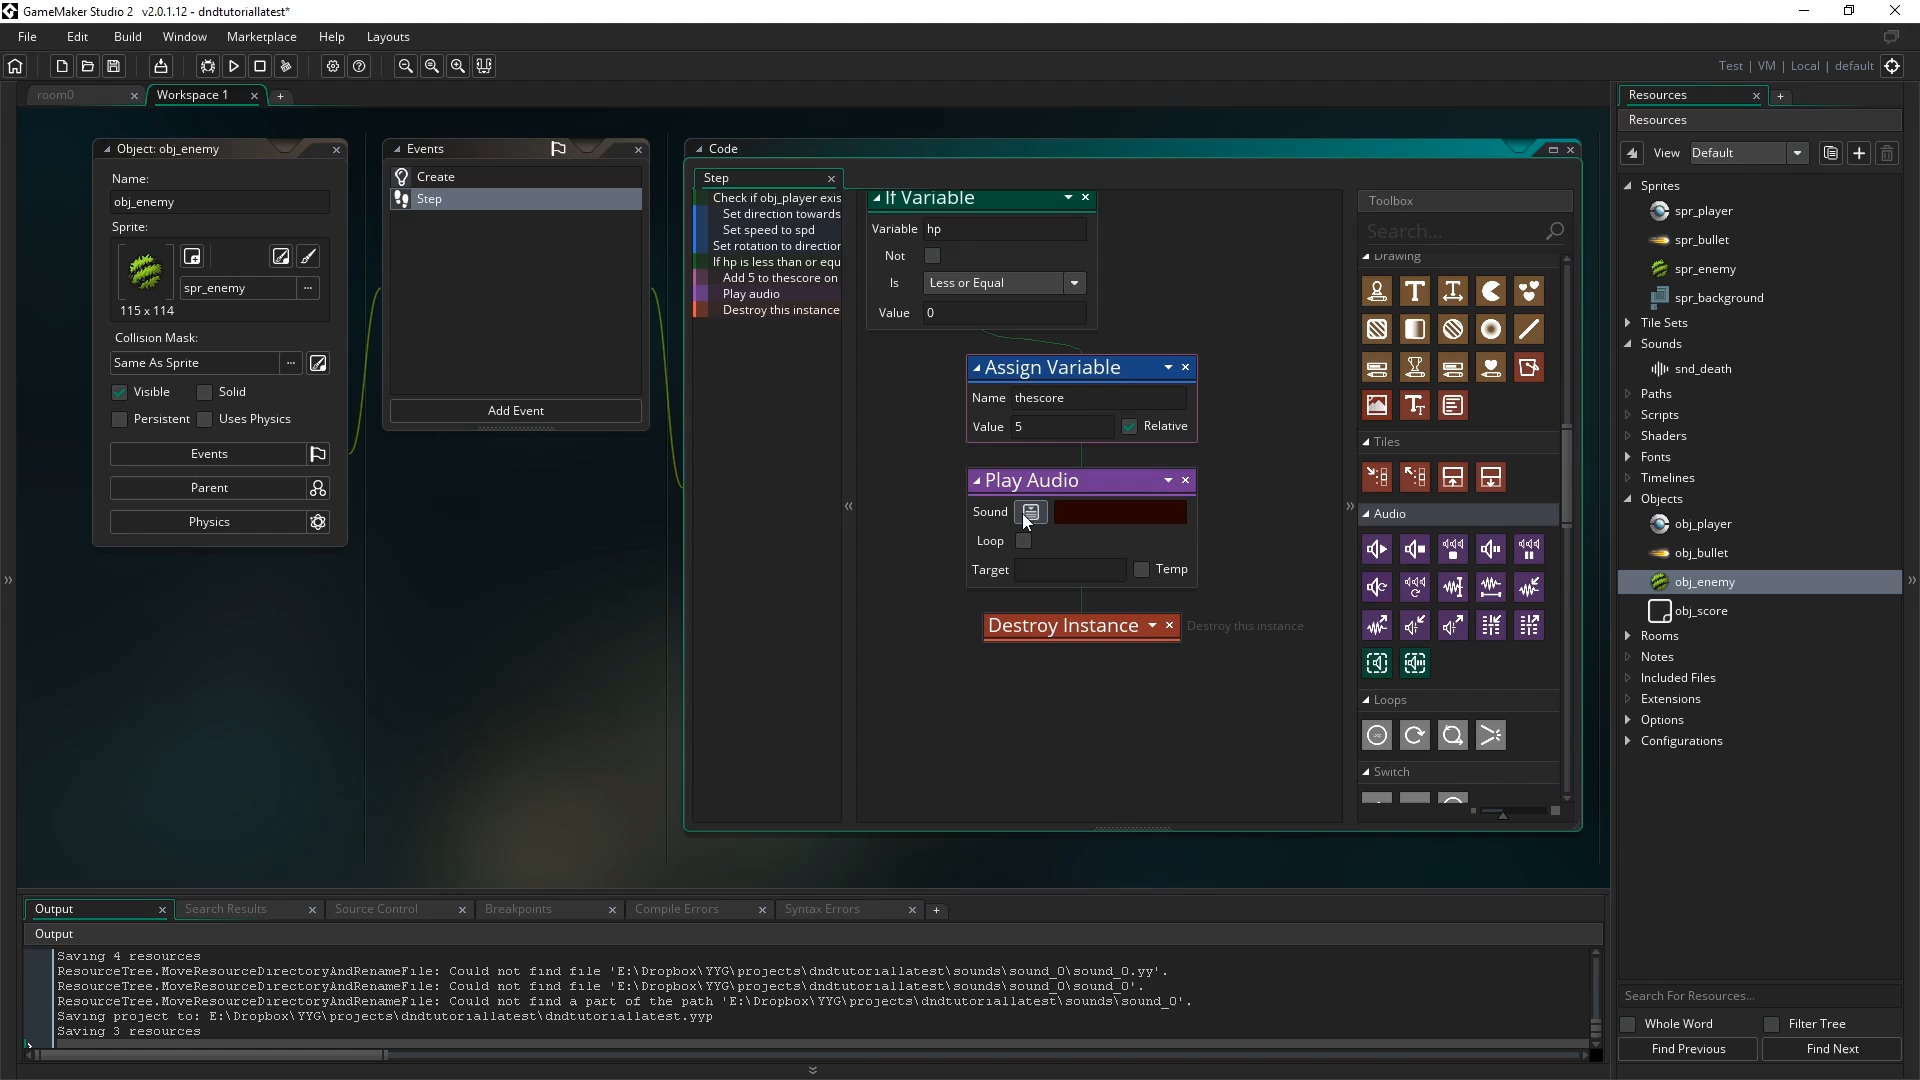 GameMaker Studio 2 v2.0.1.12 - dndtutoriallatest*
File Edit Build Window Marketplace Help Layouts
Test | VM | Local | default
room0 Workspace 1
Resources
Resources
View Default
Object: obj_enemy
Name:
obj_enemy
Sprite:
spr_enemy
115 x 114
Collision Mask:
Same As Sprite
Visible Solid
Persistent Uses Physics
Events
Parent
Physics
Events
Create
Step
Add Event
Code
Step
Check if obj_player exis
Set direction towards
Set speed to spd
Set rotation to direction
If hp is less than or equ
Add 5 to thescore on
Play audio
Destroy this instance
If Variable
Variable hp
Not
Is Less or Equal
Value 0
Assign Variable
Name thescore
Value 5 Relative
Play Audio
Sound
Loop
Target Temp
Destroy Instance Destroy this instance
Toolbox
Search...
Drawing
Tiles
Audio
Loops
Switch
Sprites
spr_player
spr_bullet
spr_enemy
spr_background
Tile Sets
Sounds
snd_death
Paths
Scripts
Shaders
Fonts
Timelines
Objects
obj_player
obj_bullet
obj_enemy
obj_score
Rooms
Notes
Included Files
Extensions
Options
Configurations
Search For Resources...
Whole Word Filter Tree
Find Previous Find Next
Output Search Results Source Control Breakpoints Compile Errors Syntax Errors
Output
Saving 4 resources
ResourceTree.MoveResourceDirectoryAndRenameFile: Could not find file 'E:\Dropbox\YYG\projects\dndtutoriallatest\sounds\sound_0\sound_0.yy'.
ResourceTree.MoveResourceDirectoryAndRenameFile: Could not find file 'E:\Dropbox\YYG\projects\dndtutoriallatest\sounds\sound_0\sound_0'.
ResourceTree.MoveResourceDirectoryAndRenameFile: Could not find a part of the path 'E:\Dropbox\YYG\projects\dndtutoriallatest\sounds\sound_0'.
Saving project to: E:\Dropbox\YYG\projects\dndtutoriallatest\dndtutoriallatest.yyp
Saving 3 resources